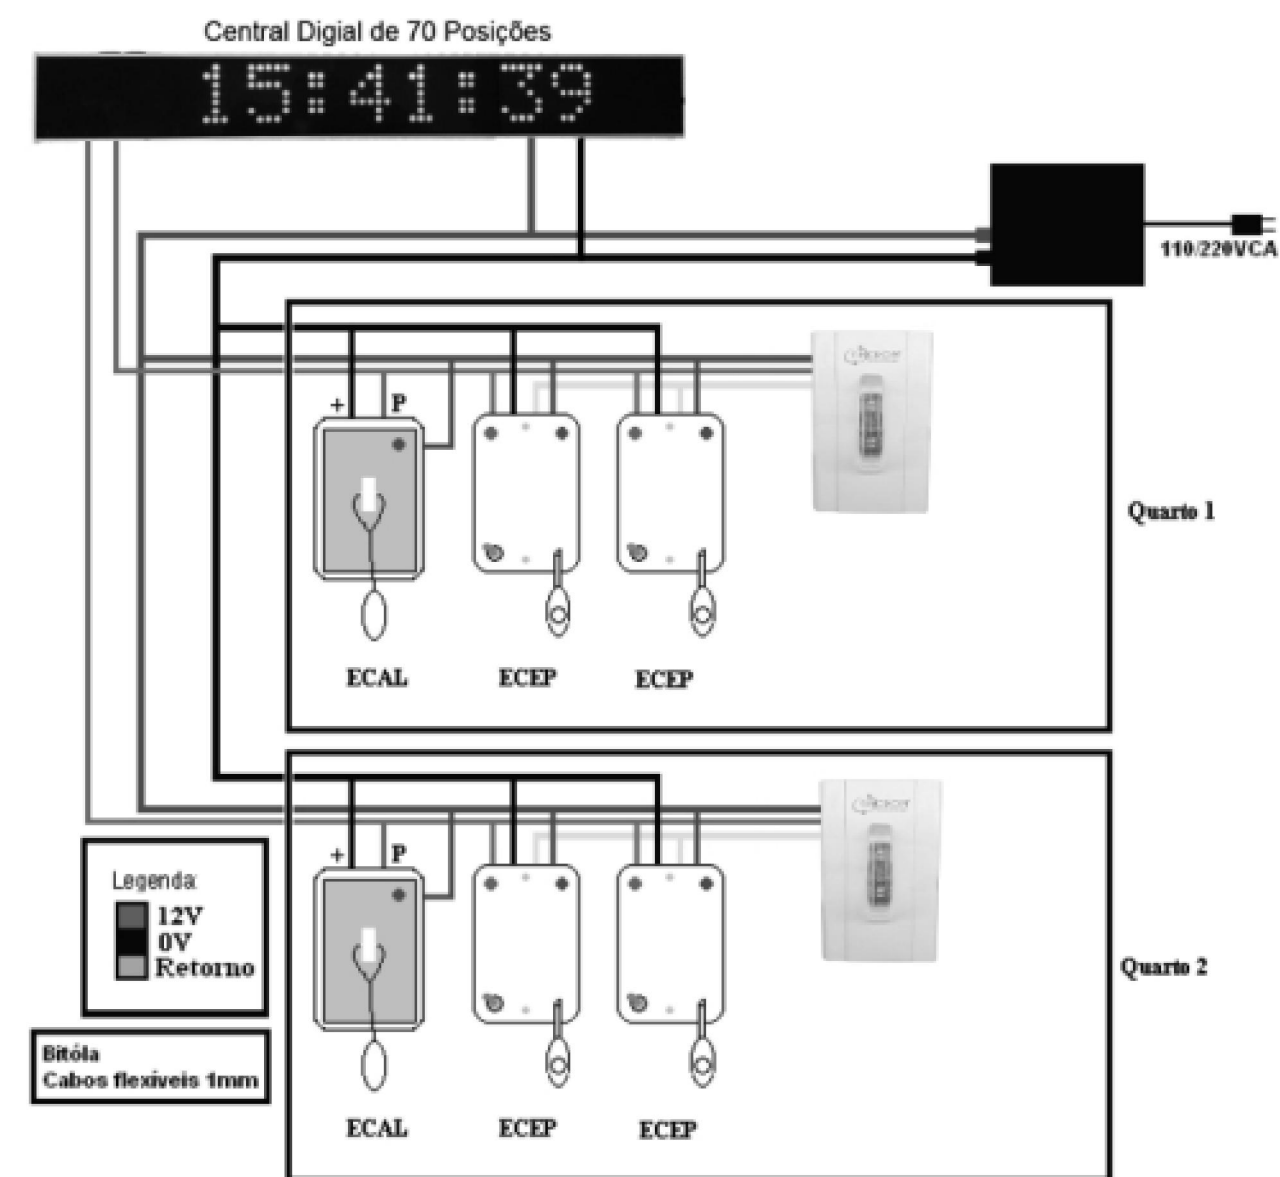 Central Digial de 70 Posições
15:41:39
110/220VCA
+ P
Quarto 1
ECAL ECEP ECEP
+ P
Legenda:
12V
0V
Retorno
Quarto 2
Bitóla
Cabos flexíveis 1mm
ECAL ECEP ECEP